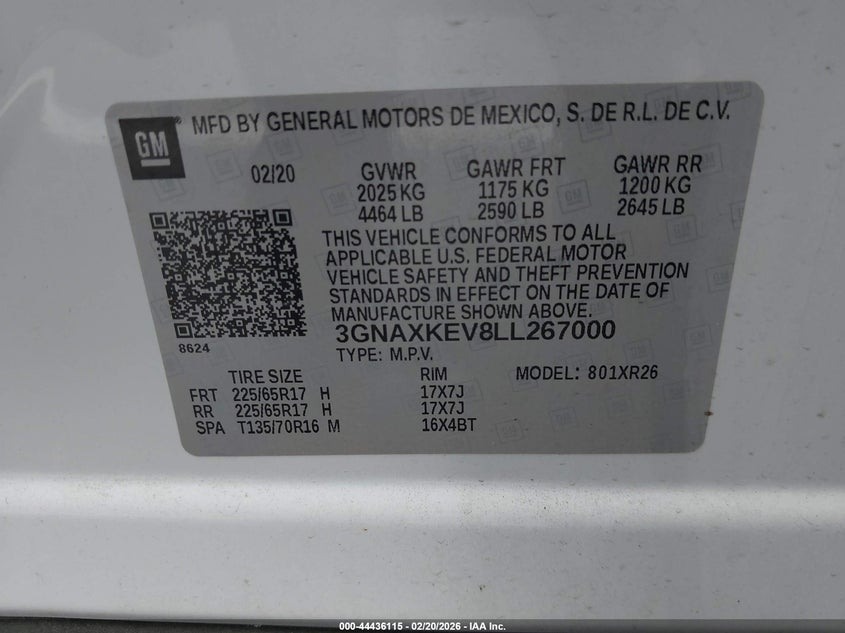 GM MFD BY GENERAL MOTORS DE MEXICO, S. DE R.L. DE C.V.
02/20 GVWR GAWR FRT GAWR RR
2025 KG 1175 KG 1200 KG
4464 LB 2590 LB 2645 LB
THIS VEHICLE CONFORMS TO ALL
APPLICABLE U.S. FEDERAL MOTOR
VEHICLE SAFETY AND THEFT PREVENTION
STANDARDS IN EFFECT ON THE DATE OF
MANUFACTURE SHOWN ABOVE.
8624 3GNAXKEV8LL267000
TYPE: M.P.V.
TIRE SIZE RIM MODEL: 801XR26
FRT 225/65R17 H 17X7J
RR 225/65R17 H 17X7J
SPA T135/70R16 M 16X4BT
000-44436115 - 02/20/2026 - IAA Inc.